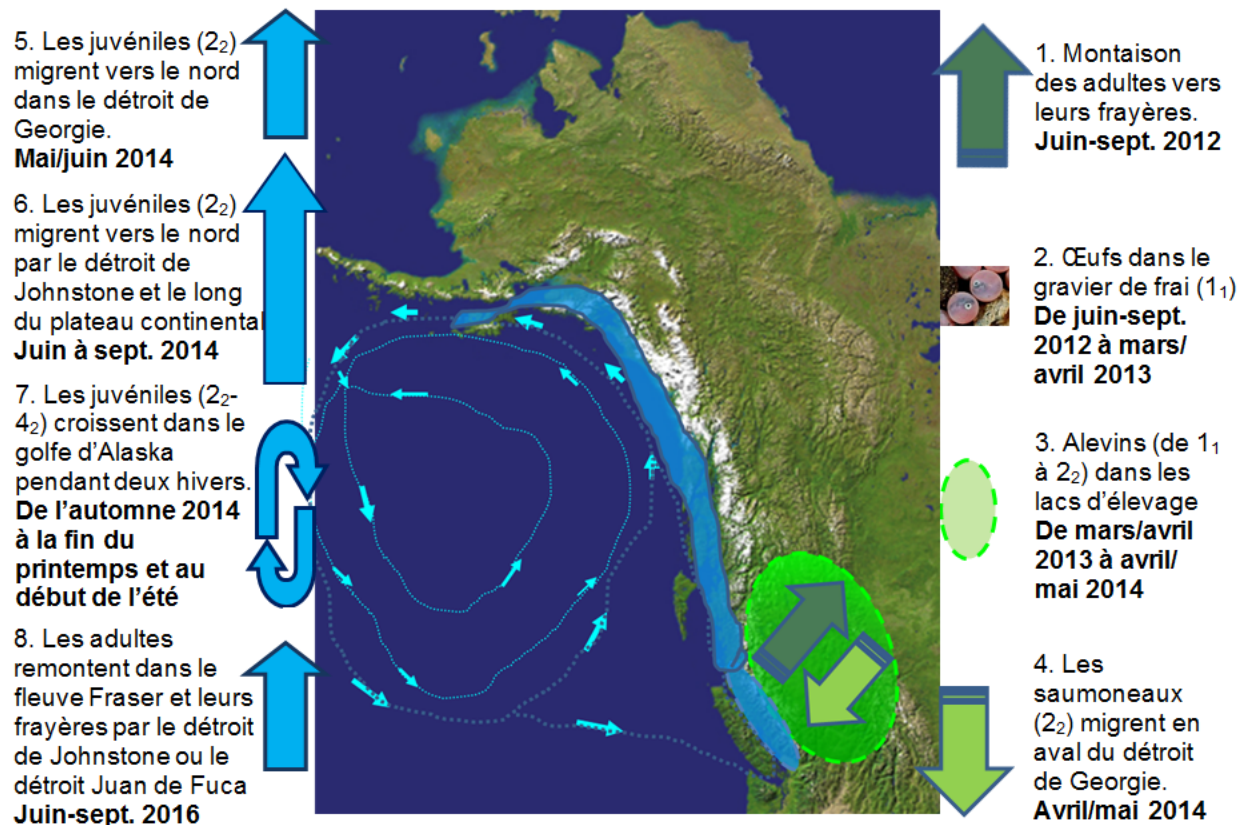 5. Les juvéniles (2₂)
migrent vers le nord
dans le détroit de
Georgie.
Mai/juin 2014
6. Les juvéniles (2₂)
migrent vers le nord
par le détroit de
Johnstone et le long
du plateau continental
Juin à sept. 2014
7. Les juvéniles (2₂-
4₂) croissent dans le
golfe d’Alaska
pendant deux hivers.
De l’automne 2014
à la fin du
printemps et au
début de l’été
8. Les adultes
remontent dans le
fleuve Fraser et leurs
frayères par le détroit
de Johnstone ou le
détroit Juan de Fuca
Juin-sept. 2016
1. Montaison
des adultes vers
leurs frayères.
Juin-sept. 2012
2. Œufs dans le
gravier de frai (1₁)
De juin-sept.
2012 à mars/
avril 2013
3. Alevins (de 1₁
à 2₂) dans les
lacs d’élevage
De mars/avril
2013 à avril/
mai 2014
4. Les
saumoneaux
(2₂) migrent en
aval du détroit
de Georgie.
Avril/mai 2014